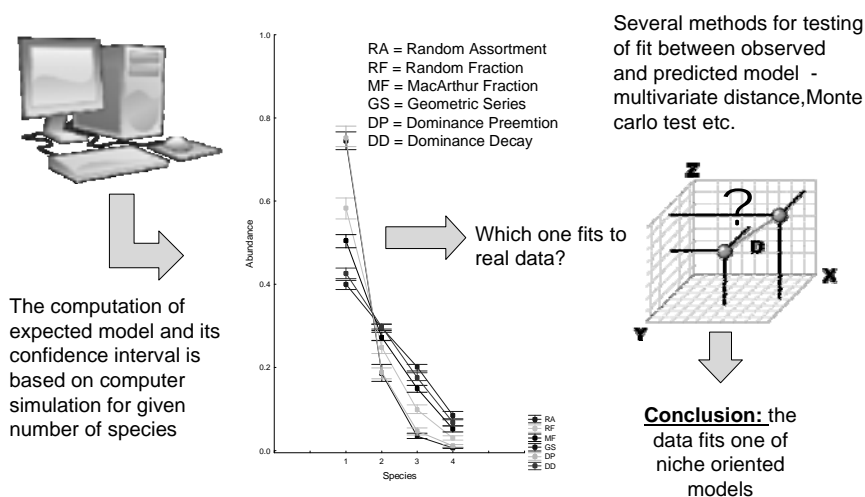 Several methods for testing
of fit between observed
and predicted model -
multivariate distance,Monte
carlo test etc.
RA = Random Assortment
RF = Random Fraction
MF = MacArthur Fraction
GS = Geometric Series
DP = Dominance Preemtion
DD = Dominance Decay
1.0
0.8
0.6
0.4
0.2
0.0
Abundance
1 2 3 4
Species
RA
RF
MF
GS
DP
DD
The computation of
expected model and its
confidence interval is
based on computer
simulation for given
number of species
Which one fits to
real data?
Z
?
D
X
Y
Conclusion: the
data fits one of
niche oriented
models